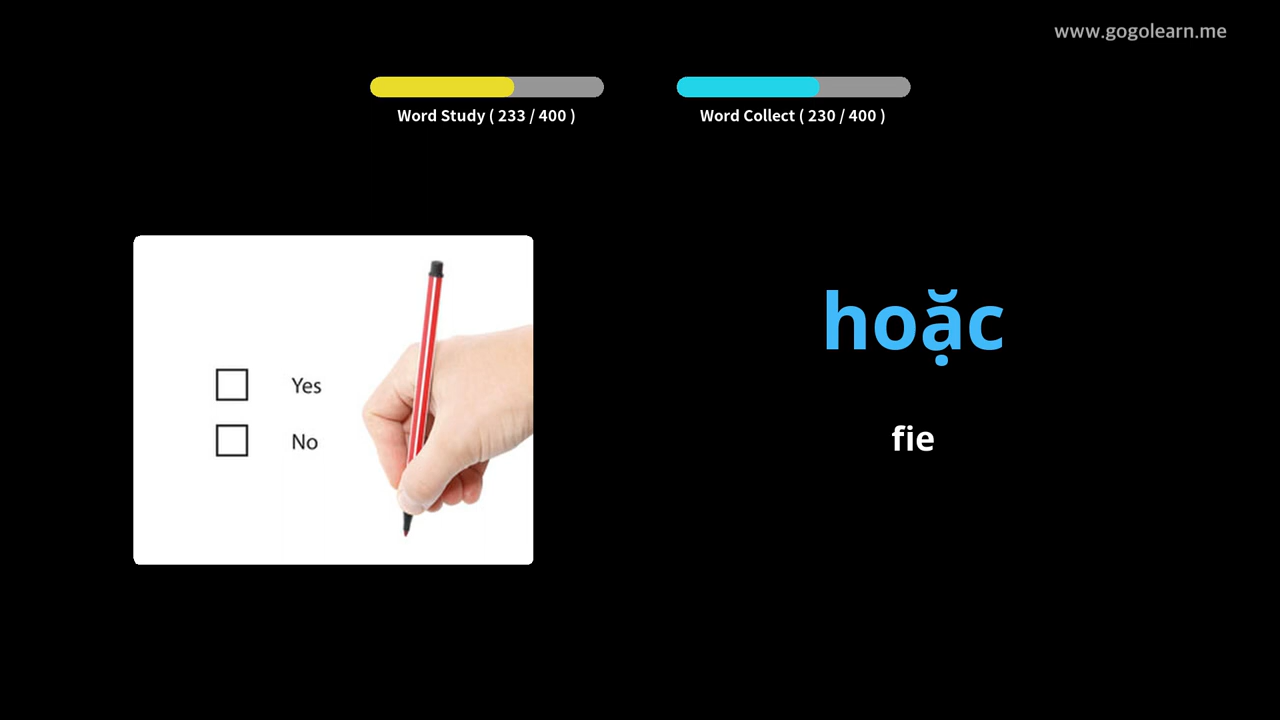 www.gogolearn.me
Word Study ( 233 / 400 )
Word Collect ( 230 / 400 )
Yes
No
hoặc
fie